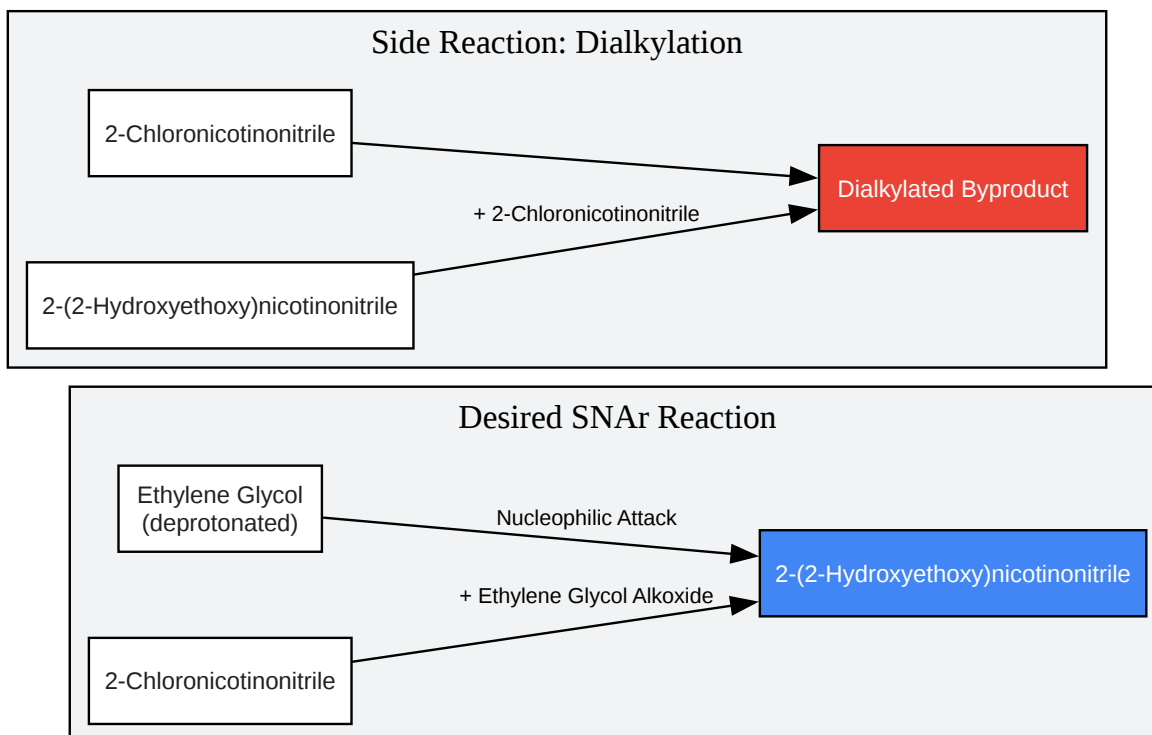 Side Reaction: Dialkylation
2-Chloronicotinonitrile
Dialkylated Byproduct
+ 2-Chloronicotinonitrile
2-(2-Hydroxyethoxy)nicotinonitrile
Desired SNAr Reaction
Ethylene Glycol
(deprotonated)
Nucleophilic Attack
2-(2-Hydroxyethoxy)nicotinonitrile
+ Ethylene Glycol Alkoxide
2-Chloronicotinonitrile